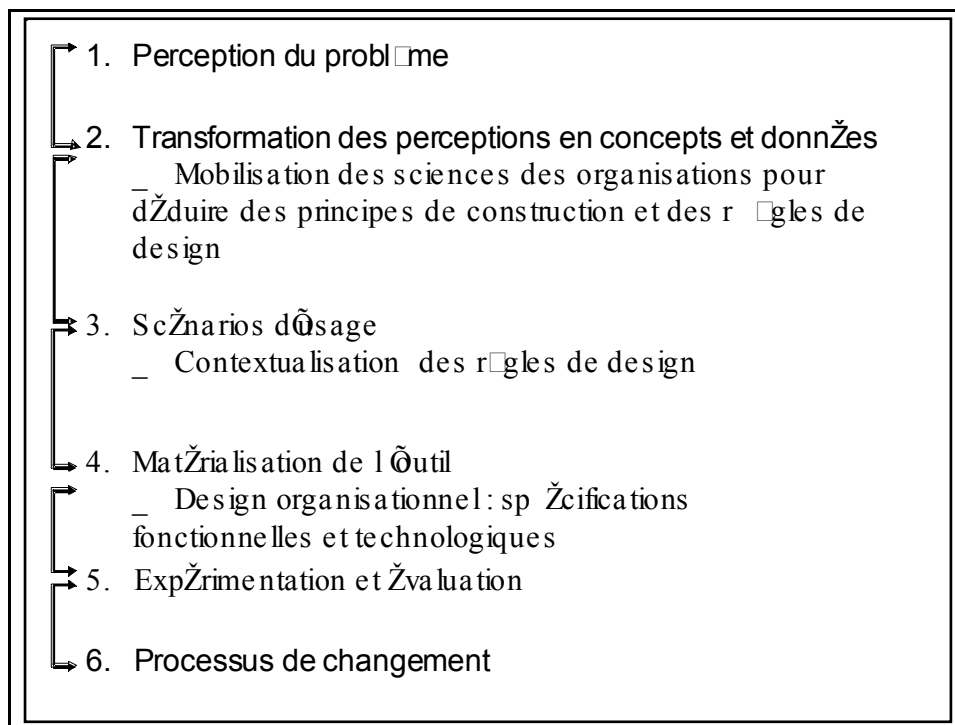 1. Perception du probl□me
2. Transformation des perceptions en concepts et donnŽes
_ Mobilisation des sciences des organisations pour
dŽduire des principes de construction et des r □gles de
design
3. ScŽnarios dÕusage
_ Contextualisation des r□gles de design
4. MatŽrialisation de lÕoutil
_ Design organisationnel : sp Žcifications
fonctionnelles et technologiques
5. ExpŽrimentation et Žvaluation
6. Processus de changement